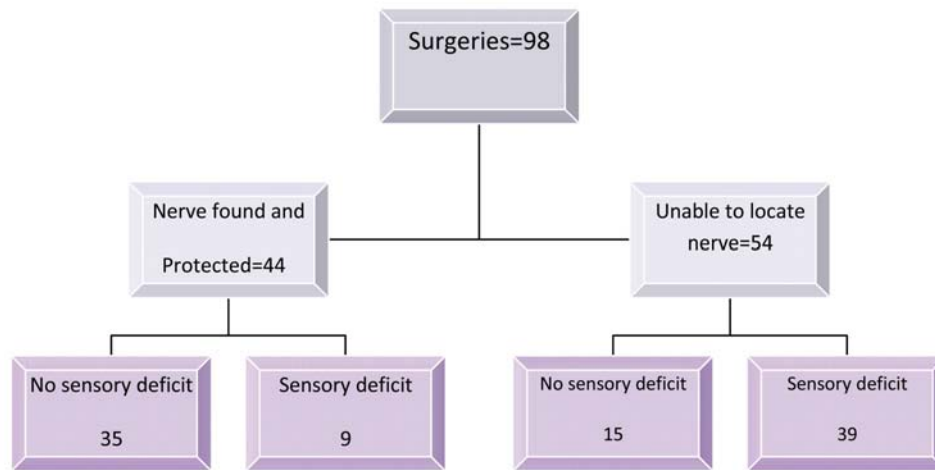 Surgeries=98
Nerve found and
Protected=44
Unable to locate
nerve=54
No sensory deficit
35
Sensory deficit
9
No sensory deficit
15
Sensory deficit
39